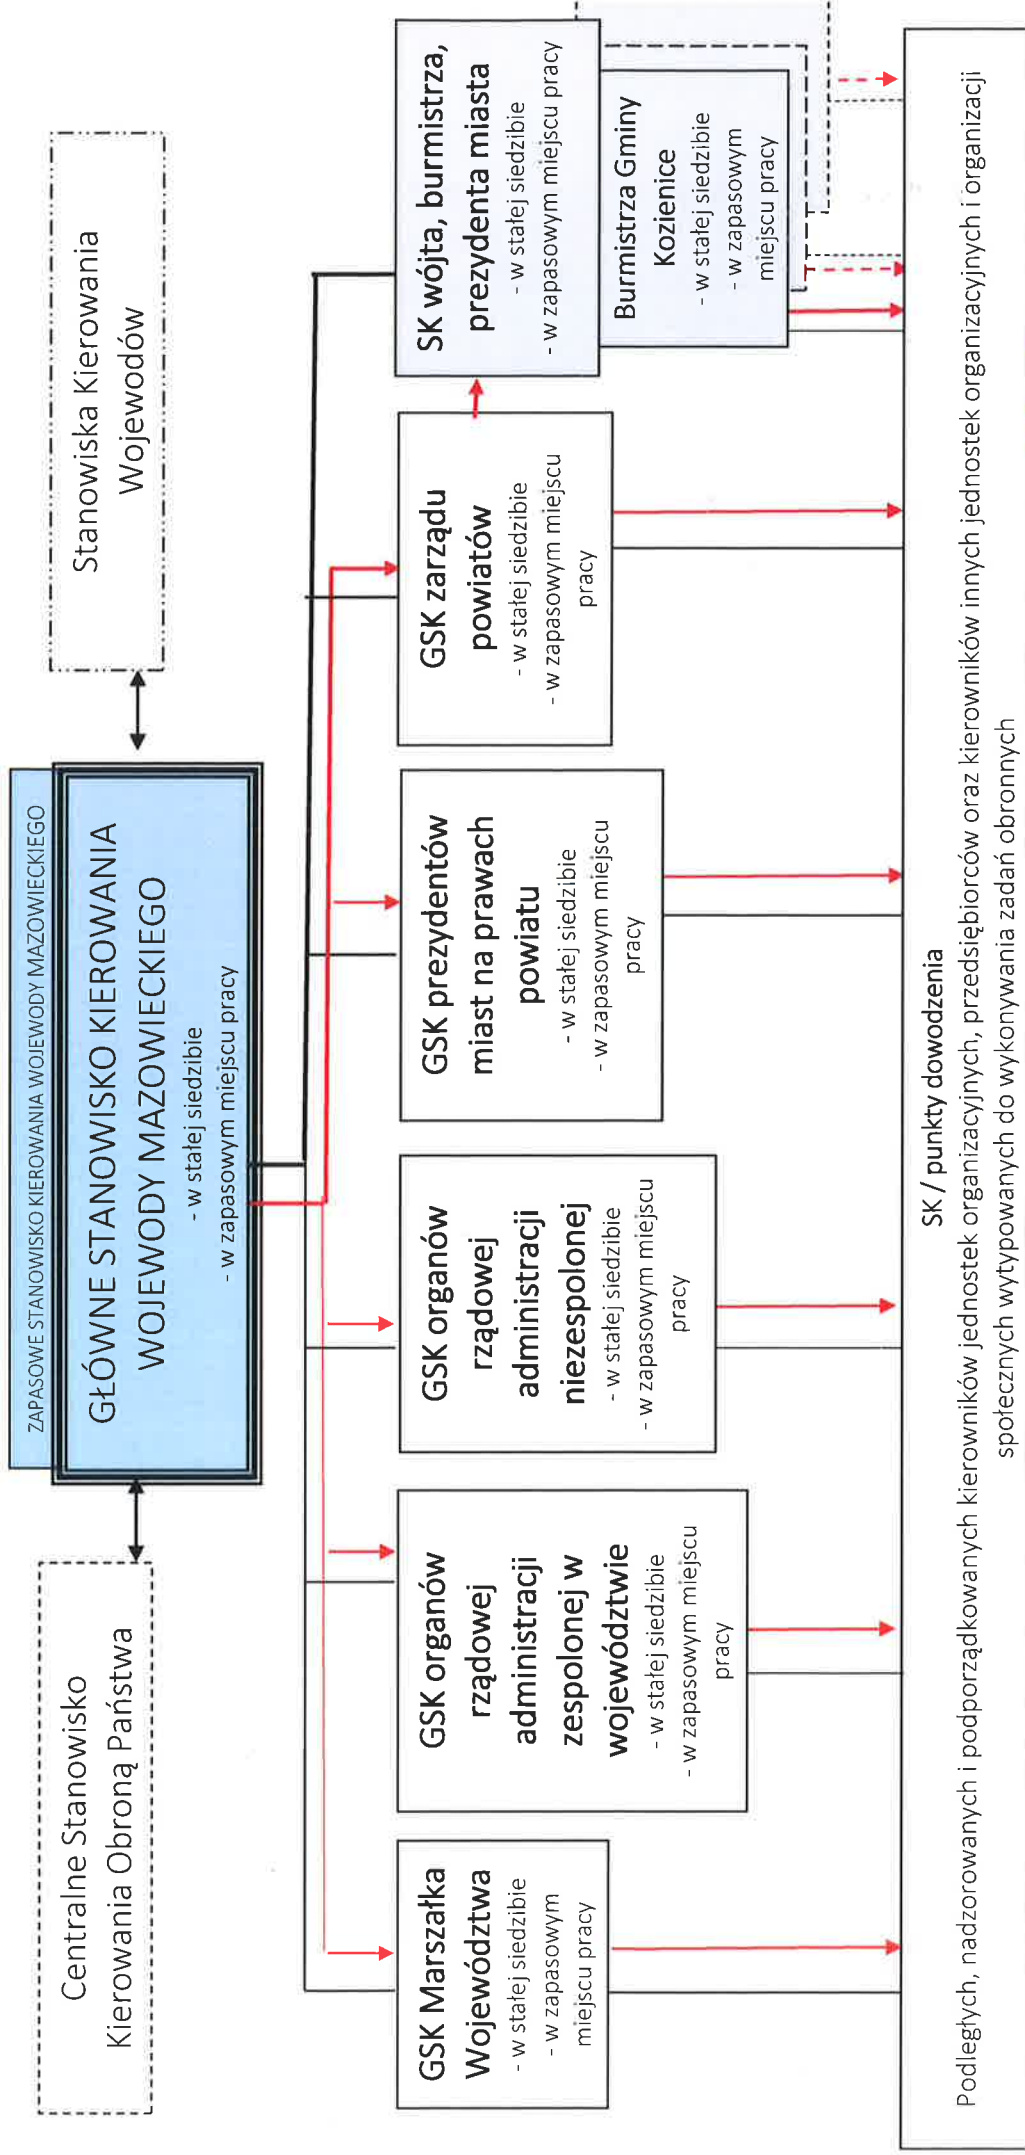 ZAPASOWE STANOWISKO KIEROWANIA WOJEWODY MAZOWIECKIEGO
Centralne Stanowisko
Kierowania Obroną Państwa
GŁÓWNE STANOWISKO KIEROWANIA
WOJEWODY MAZOWIECKIEGO
- w stałej siedzibie
- w zapasowym miejscu pracy
Stanowiska Kierowania
Wojewodów
GSK Marszałka
Województwa
- w stałej siedzibie
- w zapasowym
miejscu pracy
GSK organów
rządowej
administracji
zespolonej w
województwie
- w stałej siedzibie
- w zapasowym miejscu
pracy
GSK organów
rządowej
administracji
niezespolonej
- w stałej siedzibie
- w zapasowym miejscu
pracy
GSK prezydentów
miast na prawach
powiatu
- w stałej siedzibie
- w zapasowym miejscu
pracy
GSK zarządu
powiatów
- w stałej siedzibie
- w zapasowym miejscu
pracy
SK wójta, burmistrza,
prezydenta miasta
- w stałej siedzibie
- w zapasowym miejscu pracy
Burmistrza Gminy
Kozienice
- w stałej siedzibie
- w zapasowym
miejscu pracy
SK / punkty dowodzenia
Podległych, nadzorowanych i podporządkowanych kierowników jednostek organizacyjnych, przedsiębiorców oraz kierowników innych jednostek organizacyjnych i organizacji
społecznych wytypowanych do wykonywania zadań obronnych